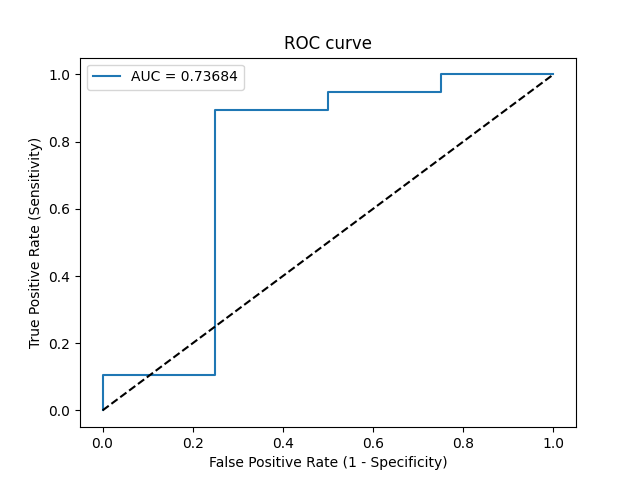 ROC curve
AUC = 0.73684
True Positive Rate (Sensitivity)
1.0
0.8
0.6
0.4
0.2
0.0
0.0 0.2 0.4 0.6 0.8 1.0
False Positive Rate (1 - Specificity)